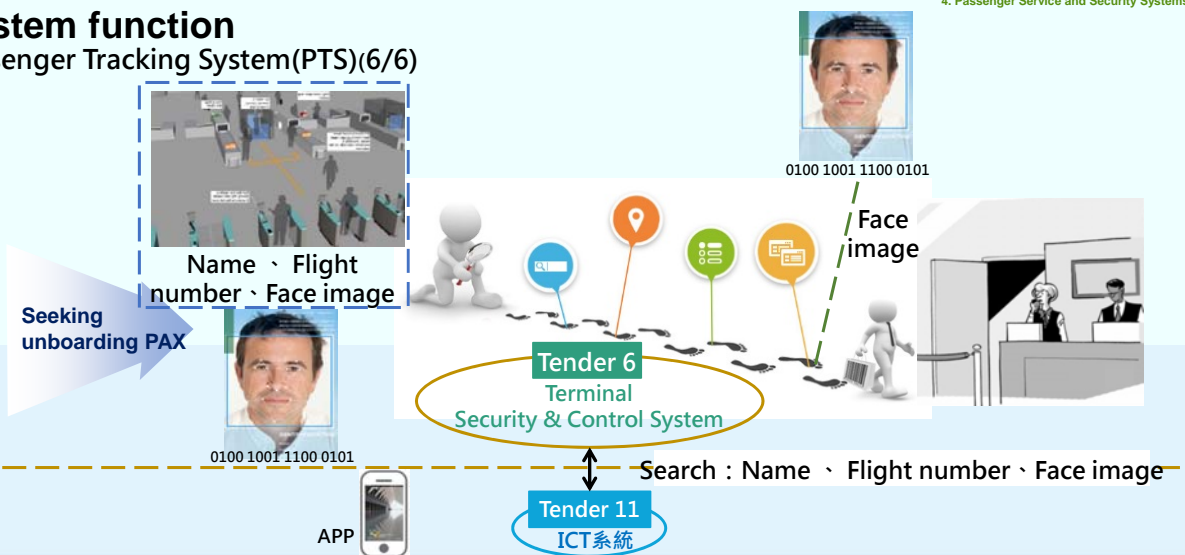 4. Passenger Service and Security Systems
stem function
senger Tracking System(PTS)(6/6)
0100 1001 1100 0101
Face
image
Name 、 Flight
number、Face image
Seeking
unboarding PAX
Tender 6
Terminal
Security & Control System
0100 1001 1100 0101
Search：Name 、 Flight number、Face image
Tender 11
ICT系統
APP